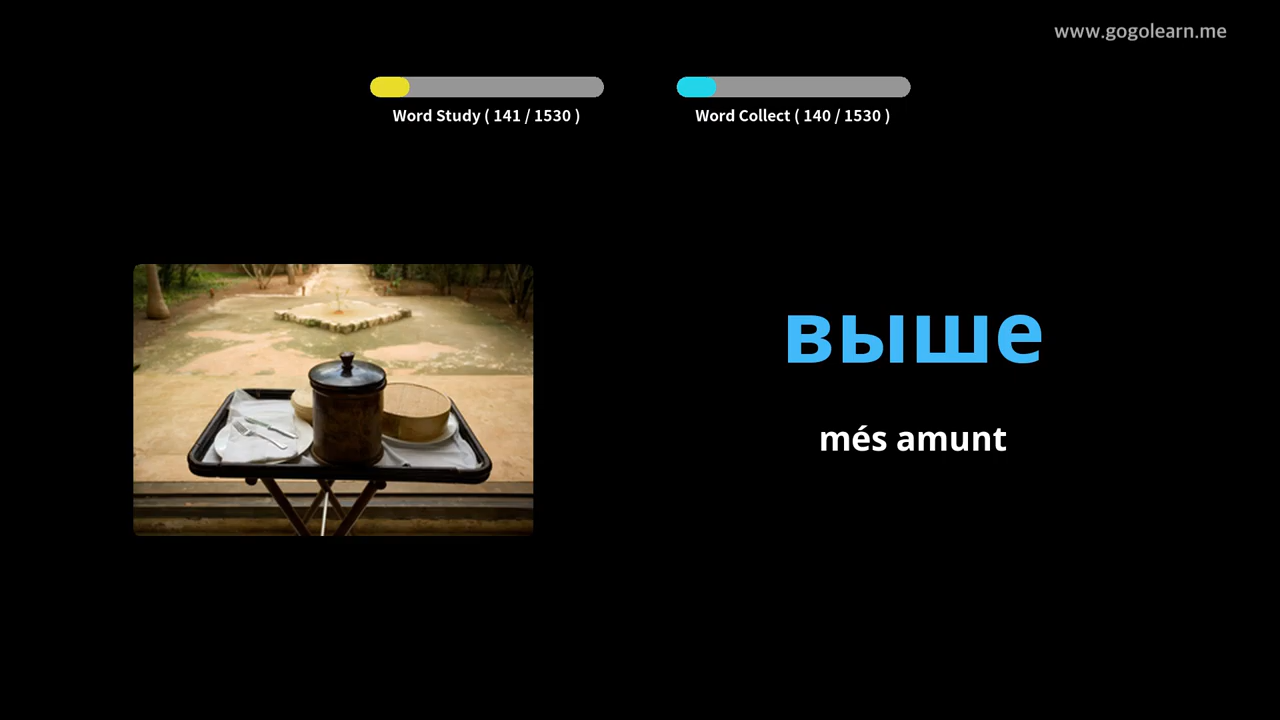 www.gogolearn.me
Word Study ( 141 / 1530 )
Word Collect ( 140 / 1530 )
выше
més amunt